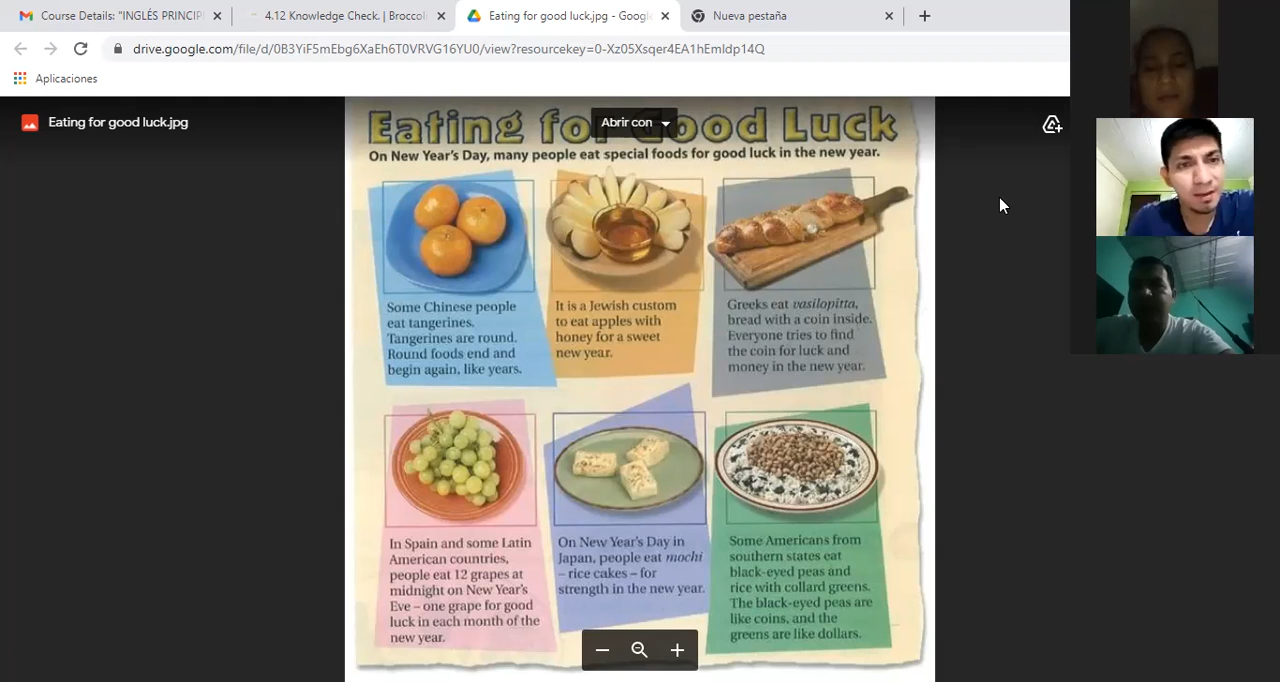 Course Details: "INGLÉS PRINCIP
4.12 Knowledge Check. | Broccoli
Eating for good luck.jpg - Google
Nueva pestaña
drive.google.com/file/d/0B3YiF5mEbg6XaEh6T0VRVG16YU0/view?resourcekey=0-Xz05Xsqer4EA1hEmIdp14Q
Aplicaciones
Eating for good luck.jpg
Abrir con
Eating for Good Luck
On New Year's Day, many people eat special foods for good luck in the new year.
Some Chinese people
eat tangerines.
Tangerines are round.
Round foods end and
begin again, like years.
It is a Jewish custom
to eat apples with
honey for a sweet
new year.
Greeks eat vasilopitta,
bread with a coin inside.
Everyone tries to find
the coin for luck and
money in the new year.
In Spain and some Latin
American countries,
people eat 12 grapes at
midnight on New Year's
Eve – one grape for good
luck in each month of the
new year.
On New Year's Day in
Japan, people eat mochi
– rice cakes – for
strength in the new year.
Some Americans from
southern states eat
black-eyed peas and
rice with collard greens.
The black-eyed peas are
like coins, and the
greens are like dollars.